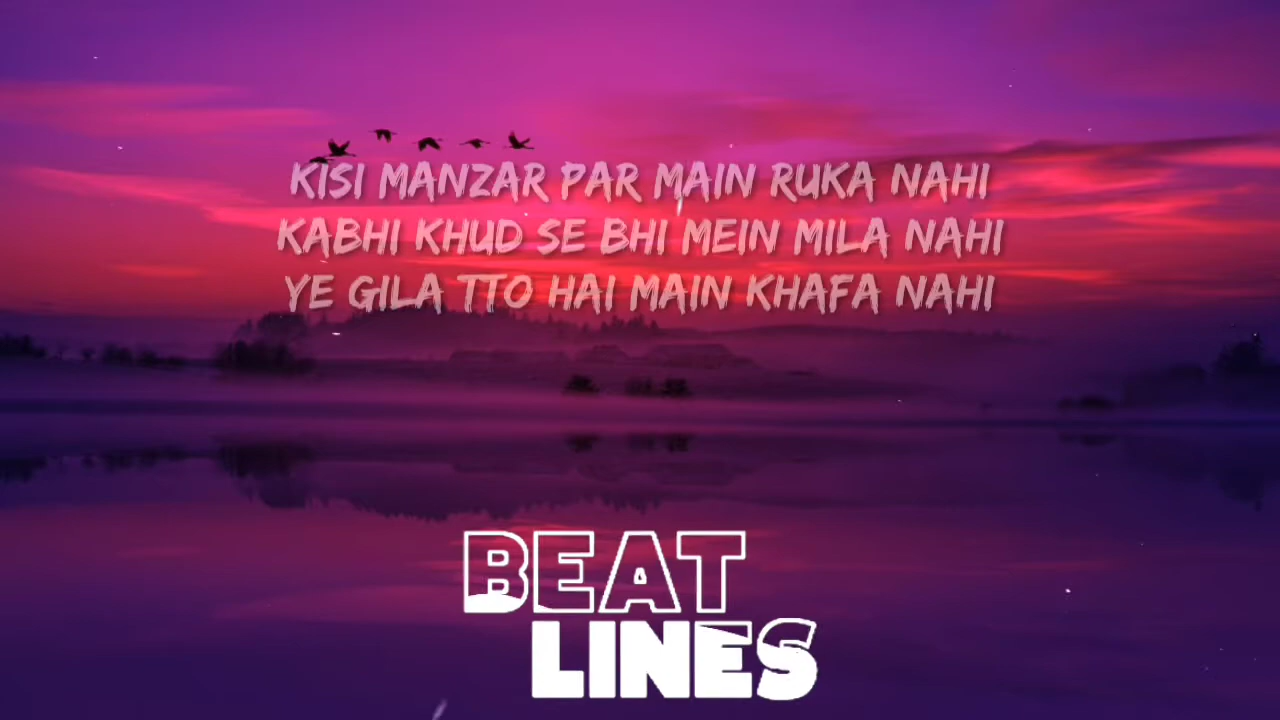 KISI MANZAR PAR MAIN RUKA NAHI
KABHI KHUD SE BHI MEIN MILA NAHI
YE GILA TTO HAI MAIN KHAFA NAHI
BEAT
LINES